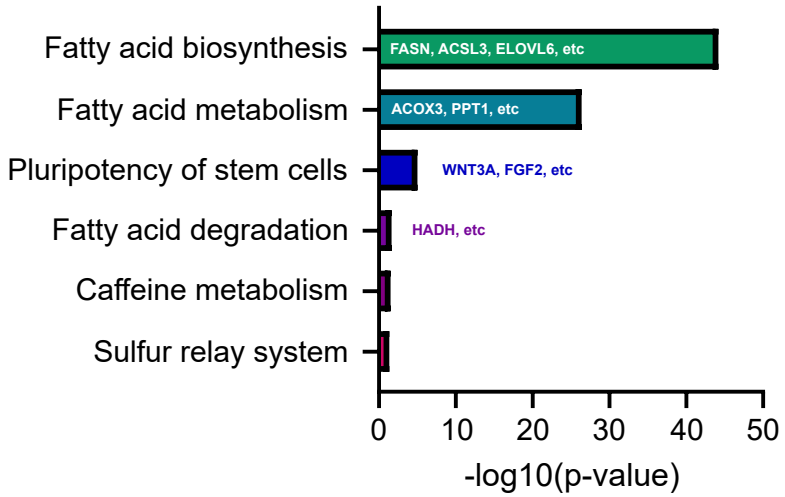 Fatty acid biosynthesis
FASN, ACSL3, ELOVL6, etc
Fatty acid metabolism
ACOX3, PPT1, etc
Pluripotency of stem cells
WNT3A, FGF2, etc
Fatty acid degradation
HADH, etc
Caffeine metabolism
Sulfur relay system
0 10 20 30 40 50
-log10(p-value)